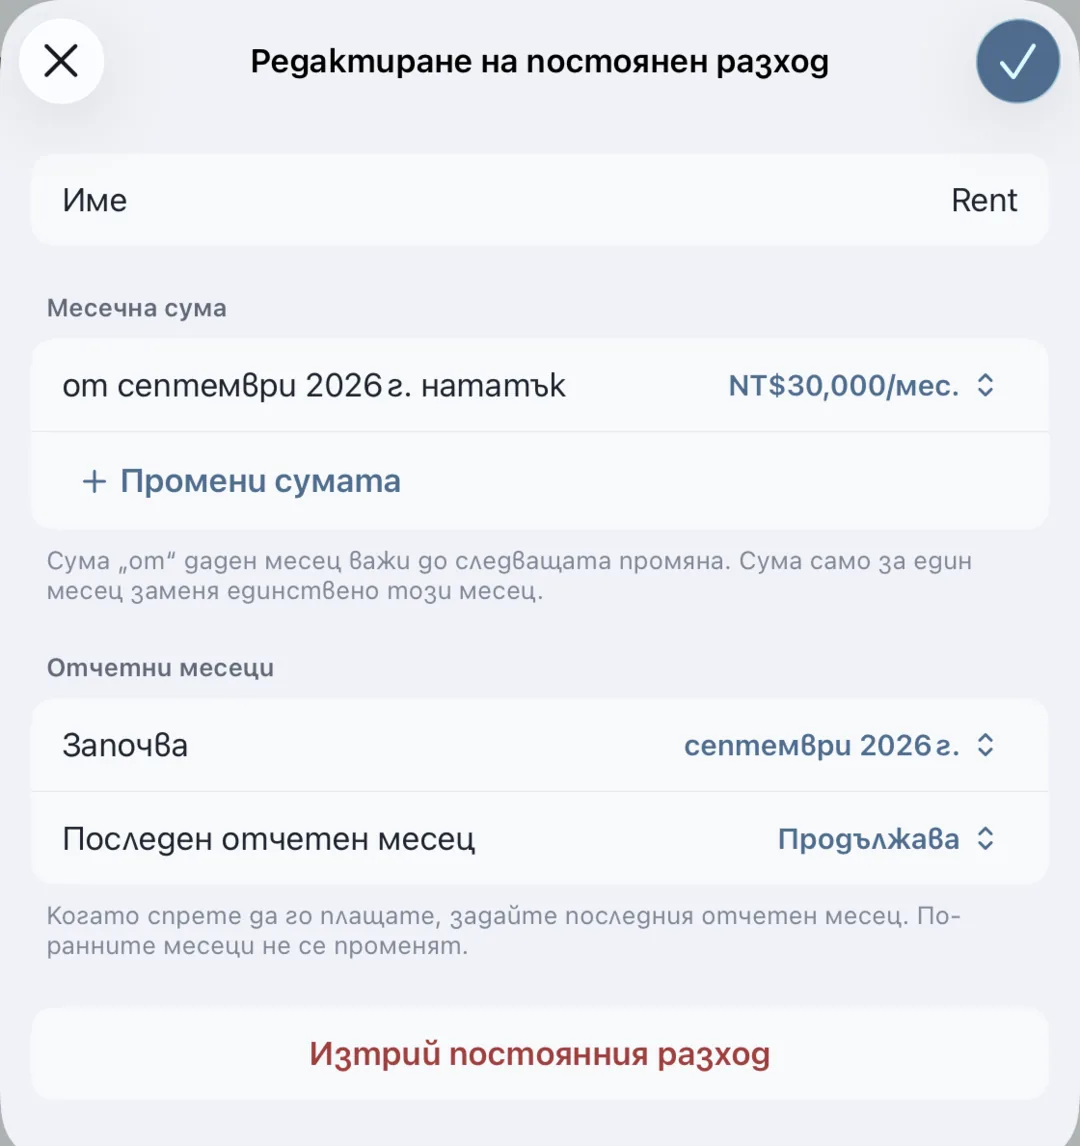 Редактиране на постоянен разход
Име
Rent
Месечна сума
от септември 2026 г. нататък
NT$30,000/мес.
+ Промени сумата
Сума „от“ даден месец важи до следващата промяна. Сума само за един
месец заменя единствено този месец.
Отчетни месеци
Започва
септември 2026 г.
Последен отчетен месец
Продължава
Когато спрете да го плащате, задайте последния отчетен месец. По-
ранните месеци не се променят.
Изтрий постоянния разход